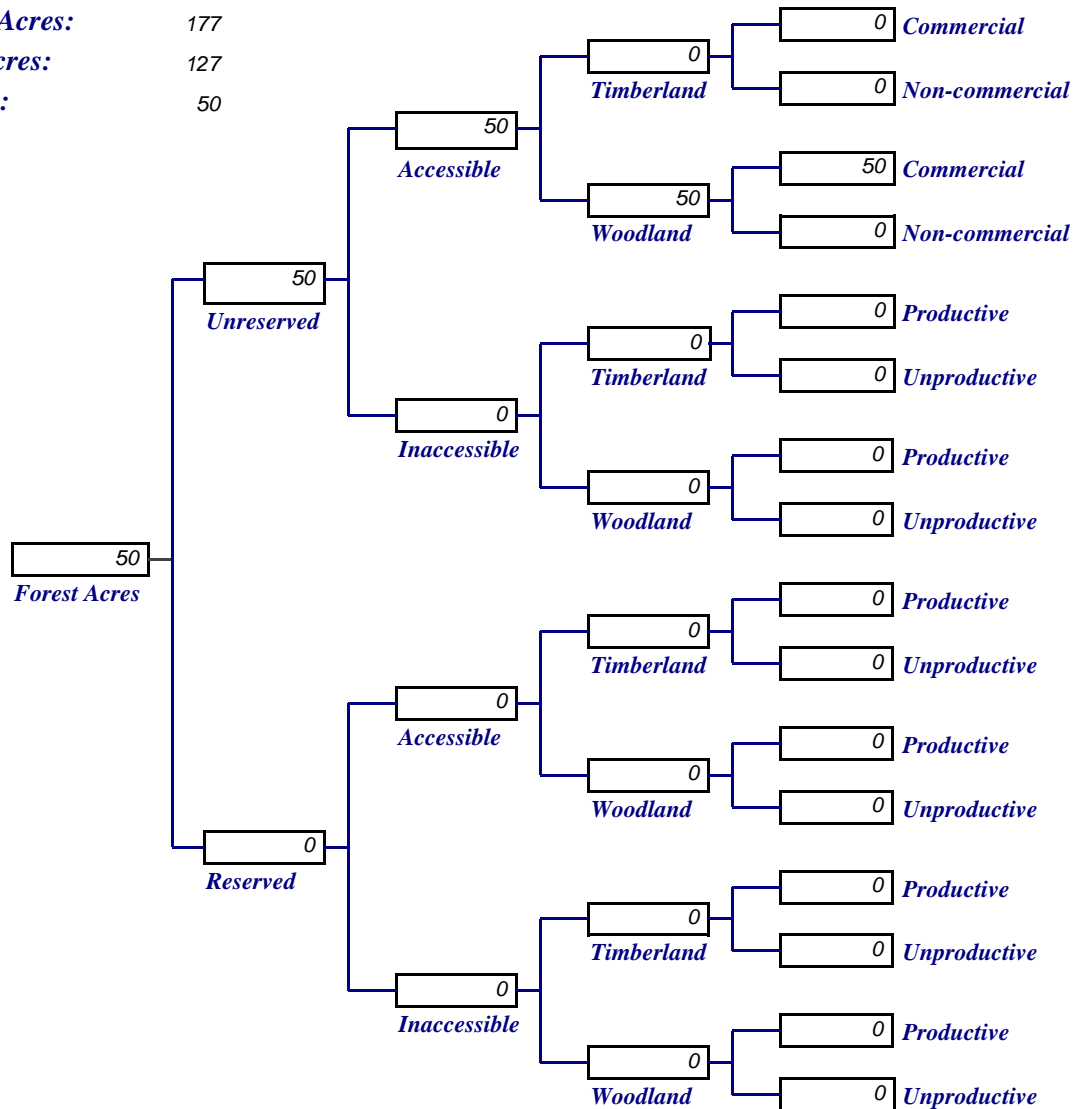 Acres: 177
127
: 50
0 Commercial
0
Timberland
0 Non-commercial
50
Accessible
50 Commercial
50
Woodland
0 Non-commercial
50
Unreserved
0 Productive
0
Timberland
0 Unproductive
0
Inaccessible
0 Productive
0
Woodland
0 Unproductive
50
Forest Acres
0 Productive
0
Timberland
0 Unproductive
0
Accessible
0 Productive
0
Woodland
0 Unproductive
0
Reserved
0 Productive
0
Timberland
0 Unproductive
0
Inaccessible
0 Productive
0
Woodland
0 Unproductive